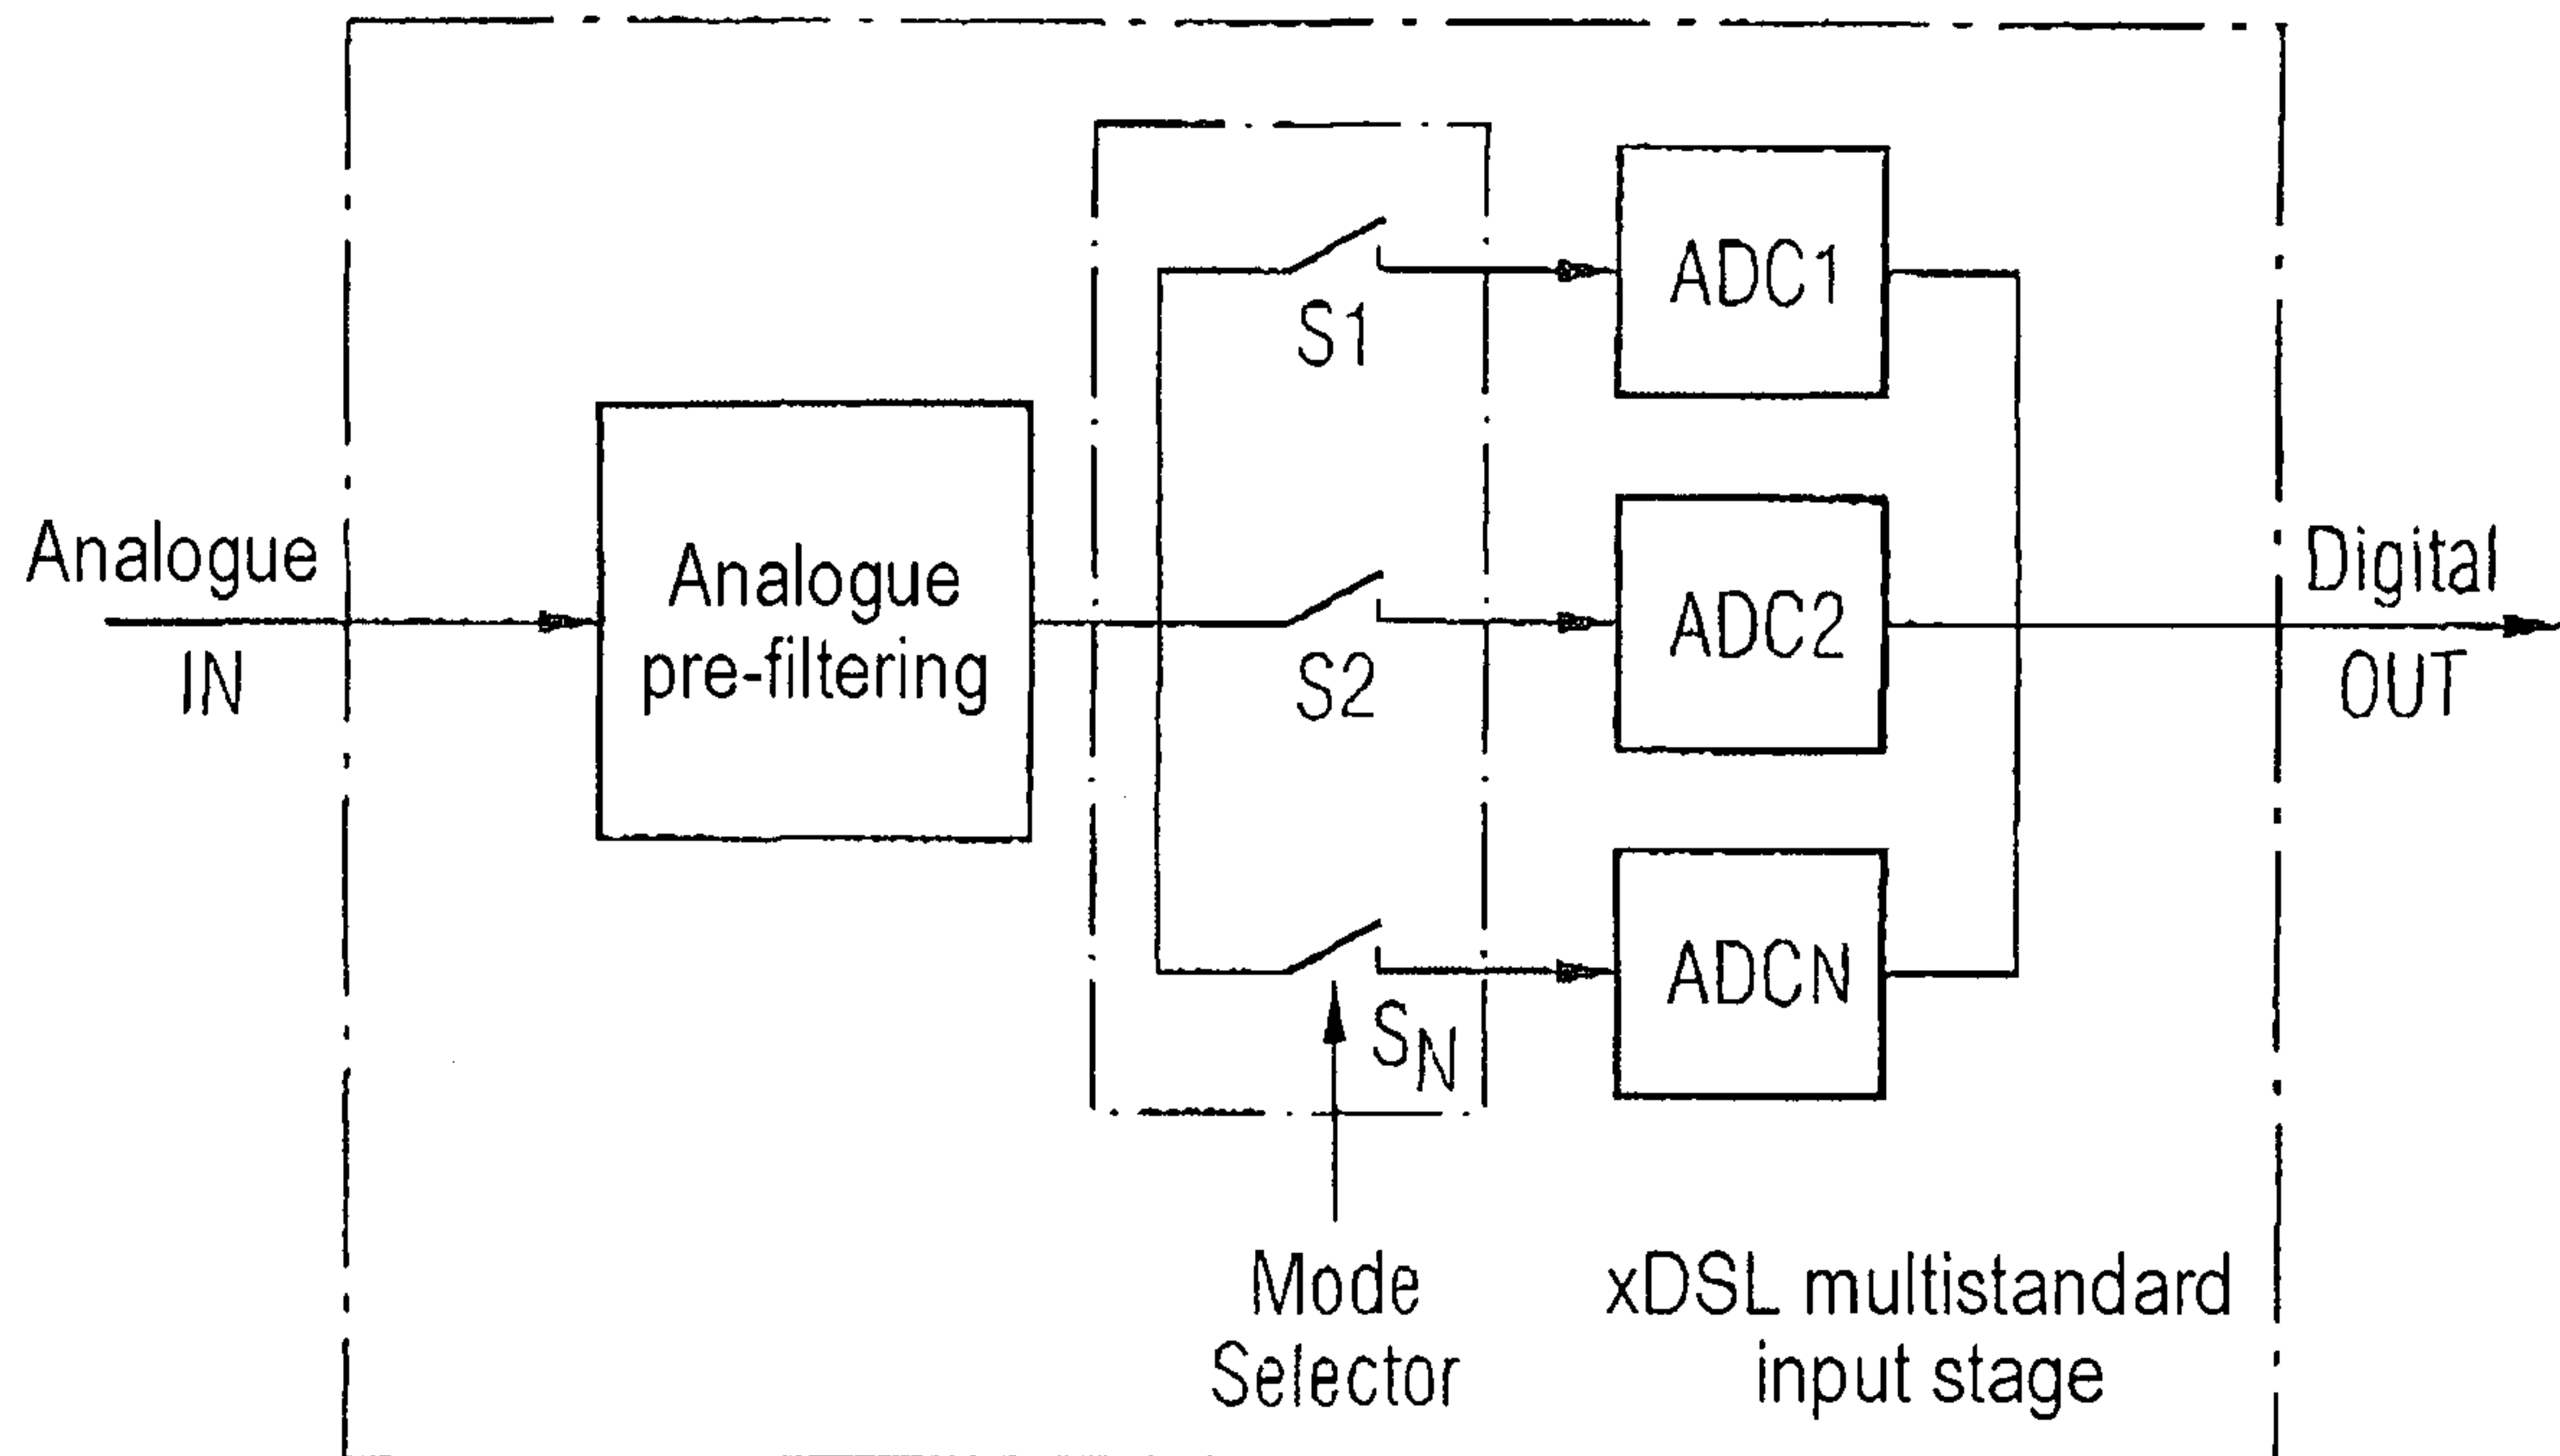 Analogue
IN
Analogue
pre-filtering
S1
S2
SN
ADC1
ADC2
ADCN
Digital
OUT
Mode
Selector
xDSL multistandard
input stage